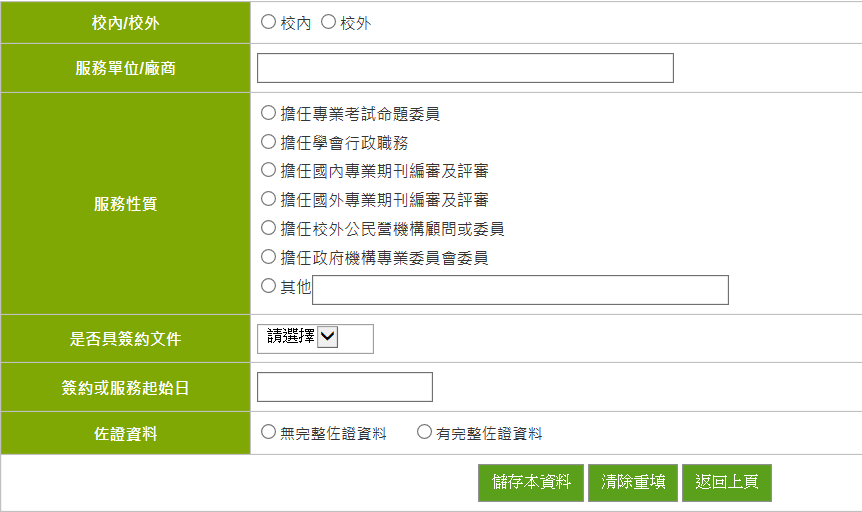 校內/校外 校內 校外
服務單位/廠商
服務性質
擔任專業考試命題委員
擔任學會行政職務
擔任國內專業期刊編審及評審
擔任國外專業期刊編審及評審
擔任校外公民營機構顧問或委員
擔任政府機構專業委員會委員
其他
是否具簽約文件 請選擇
簽約或服務起始日
佐證資料 無完整佐證資料 有完整佐證資料
儲存本資料 清除重填 返回上頁